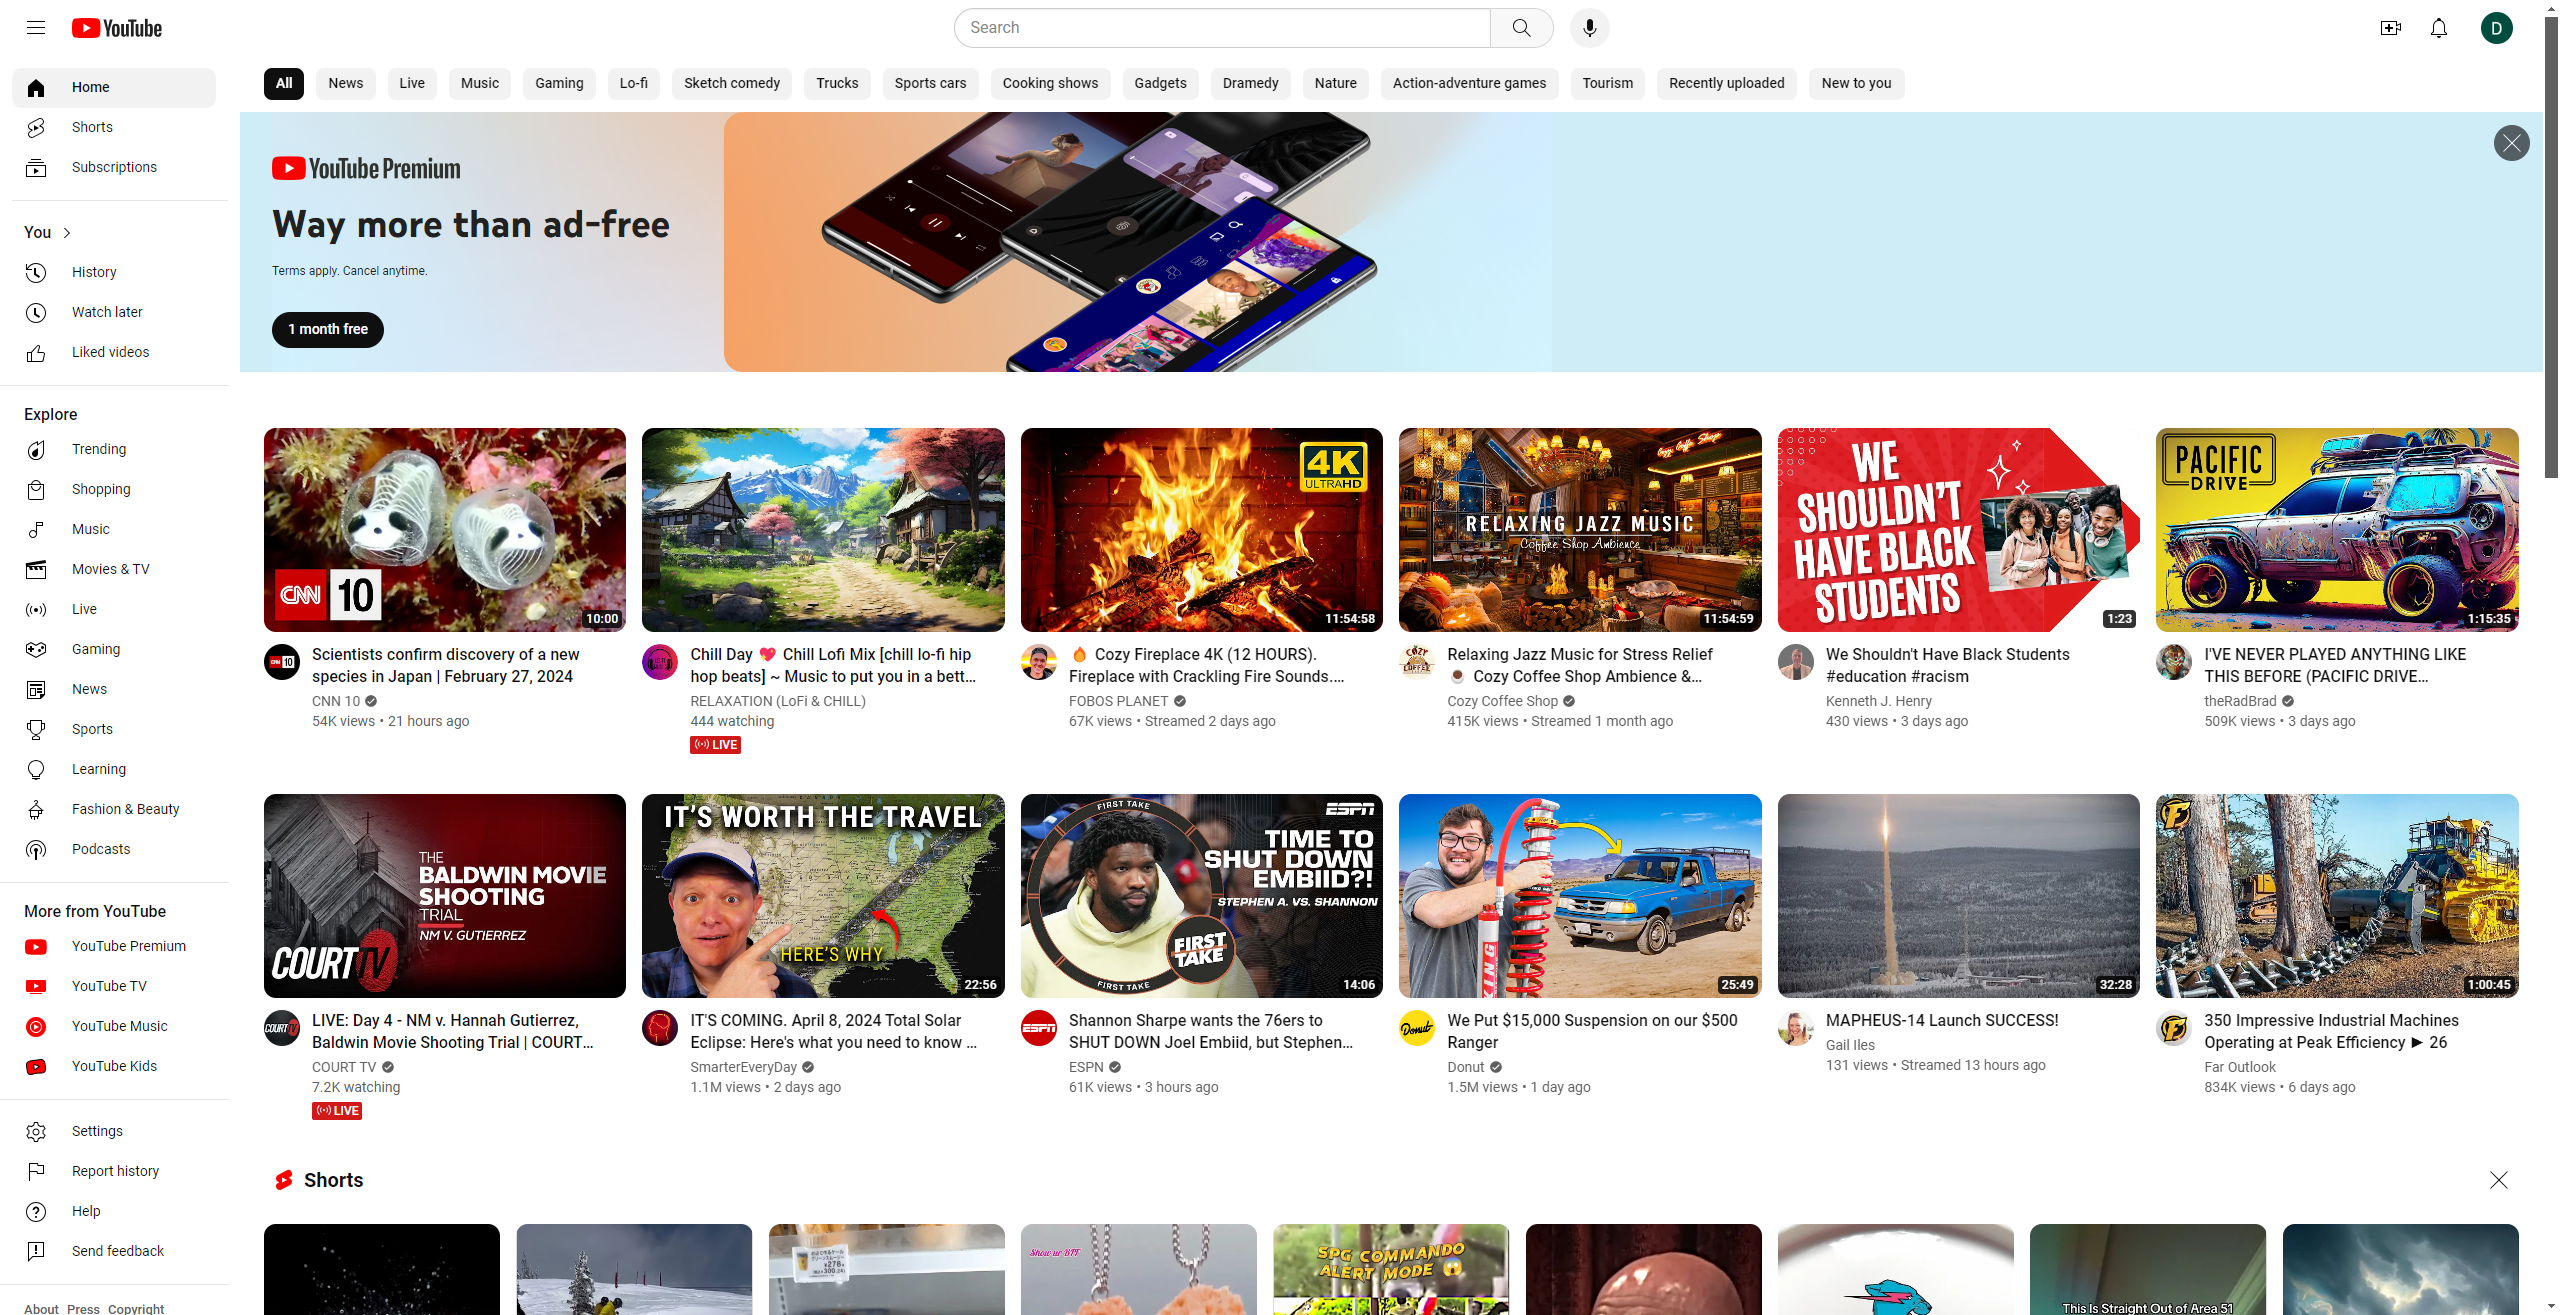 YouTube
Search
D
Home
Shorts
Subscriptions
You
History
Watch later
Liked videos
Explore
Trending
Shopping
Music
Movies & TV
Live
Gaming
News
Sports
Learning
Fashion & Beauty
Podcasts
More from YouTube
YouTube Premium
YouTube TV
YouTube Music
YouTube Kids
Settings
Report history
Help
Send feedback
About Press Copyright
All News Live Music Gaming Lo-fi Sketch comedy Trucks Sports cars Cooking shows Gadgets Dramedy Nature Action-adventure games Tourism Recently uploaded New to you
YouTube Premium
Way more than ad-free
Terms apply. Cancel anytime.
1 month free
CNN 10
10:00
Scientists confirm discovery of a new
species in Japan | February 27, 2024
CNN 10
54K views • 21 hours ago
Chill Day 💖 Chill Lofi Mix [chill lo-fi hip
hop beats] ~ Music to put you in a bett...
RELAXATION (LoFi & CHILL)
444 watching
LIVE
4K
ULTRA HD
11:54:58
🔥 Cozy Fireplace 4K (12 HOURS).
Fireplace with Crackling Fire Sounds....
FOBOS PLANET
67K views • Streamed 2 days ago
Cozy Coffee Shop
RELAXING JAZZ MUSIC
Coffee Shop Ambience
11:54:59
Relaxing Jazz Music for Stress Relief
☕ Cozy Coffee Shop Ambience &...
Cozy Coffee Shop
415K views • Streamed 1 month ago
WE
SHOULDN'T
HAVE BLACK
STUDENTS
1:23
We Shouldn't Have Black Students
#education #racism
Kenneth J. Henry
430 views • 3 days ago
PACIFIC
DRIVE
1:15:35
I'VE NEVER PLAYED ANYTHING LIKE
THIS BEFORE (PACIFIC DRIVE...
theRadBrad
509K views • 3 days ago
THE
BALDWIN MOVIE
SHOOTING
TRIAL
NM V. GUTIERREZ
COURT TV
LIVE: Day 4 - NM v. Hannah Gutierrez,
Baldwin Movie Shooting Trial | COURT...
COURT TV
7.2K watching
LIVE
IT'S WORTH THE TRAVEL
HERE'S WHY
22:56
IT'S COMING. April 8, 2024 Total Solar
Eclipse: Here's what you need to know ...
SmarterEveryDay
1.1M views • 2 days ago
FIRST TAKE
ESPN
TIME TO
SHUT DOWN
EMBIID?!
STEPHEN A. VS. SHANNON
FIRST
TAKE
FIRST TAKE
14:06
Shannon Sharpe wants the 76ers to
SHUT DOWN Joel Embiid, but Stephen...
ESPN
61K views • 3 hours ago
KING
25:49
Donut
We Put $15,000 Suspension on our $500
Ranger
Donut
1.5M views • 1 day ago
32:28
MAPHEUS-14 Launch SUCCESS!
Gail Iles
131 views • Streamed 13 hours ago
F
1:00:45
350 Impressive Industrial Machines
Operating at Peak Efficiency ► 26
Far Outlook
834K views • 6 days ago
Shorts
Show ur BFF
SPG COMMANDO
ALERT MODE 😱
This Is Straight Out of Area 51